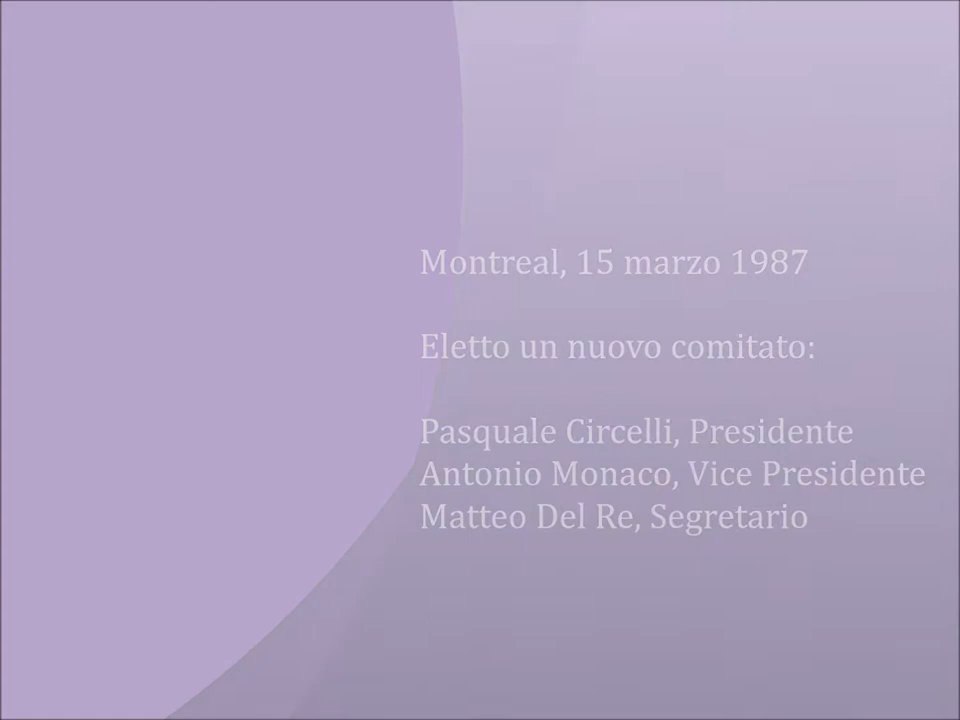 Montreal, 15 marzo 1987
Eletto un nuovo comitato:
Pasquale Circelli, Presidente
Antonio Monaco, Vice Presidente
Matteo Del Re, Segretario